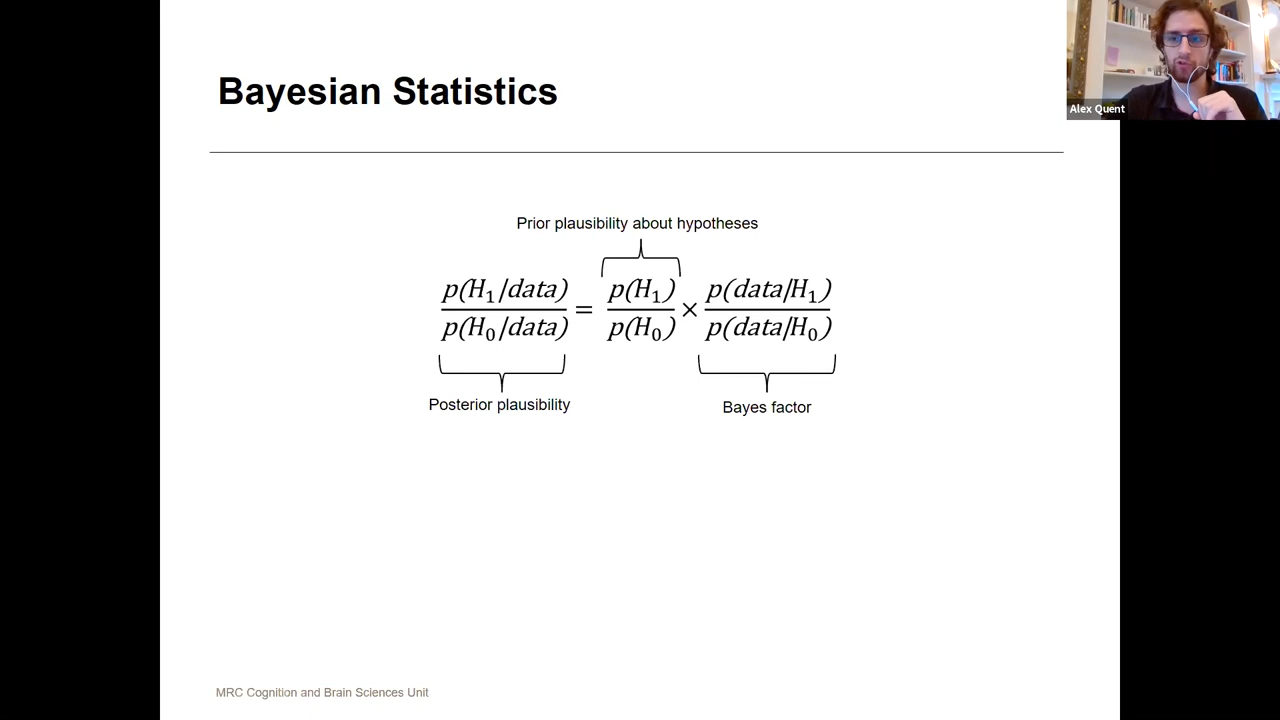 Bayesian Statistics
Alex Quent
Prior plausibility about hypotheses
p(H₁/data) / p(H₀/data) = p(H₁) / p(H₀) × p(data/H₁) / p(data/H₀)
Posterior plausibility
Bayes factor
MRC Cognition and Brain Sciences Unit